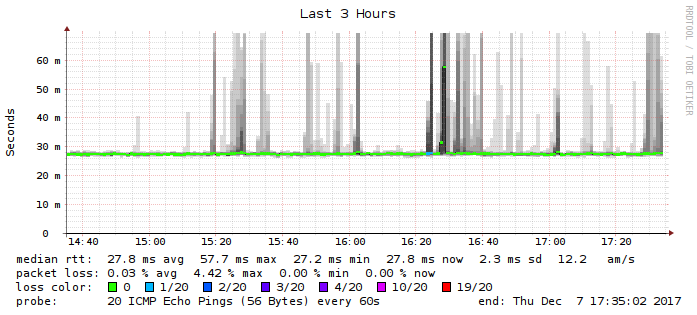 Last 3 Hours
RRDTOOL / TOBI OETIKER
Seconds
60 m
50 m
40 m
30 m
20 m
10 m
0
14:40 15:00 15:20 15:40 16:00 16:20 16:40 17:00 17:20
median rtt: 27.8 ms avg 57.7 ms max 27.2 ms min 27.8 ms now 2.3 ms sd 12.2 am/s
packet loss: 0.03 % avg 4.42 % max 0.00 % min 0.00 % now
loss color: 0 1/20 2/20 3/20 4/20 10/20 19/20
probe: 20 ICMP Echo Pings (56 Bytes) every 60s end: Thu Dec 7 17:35:02 2017